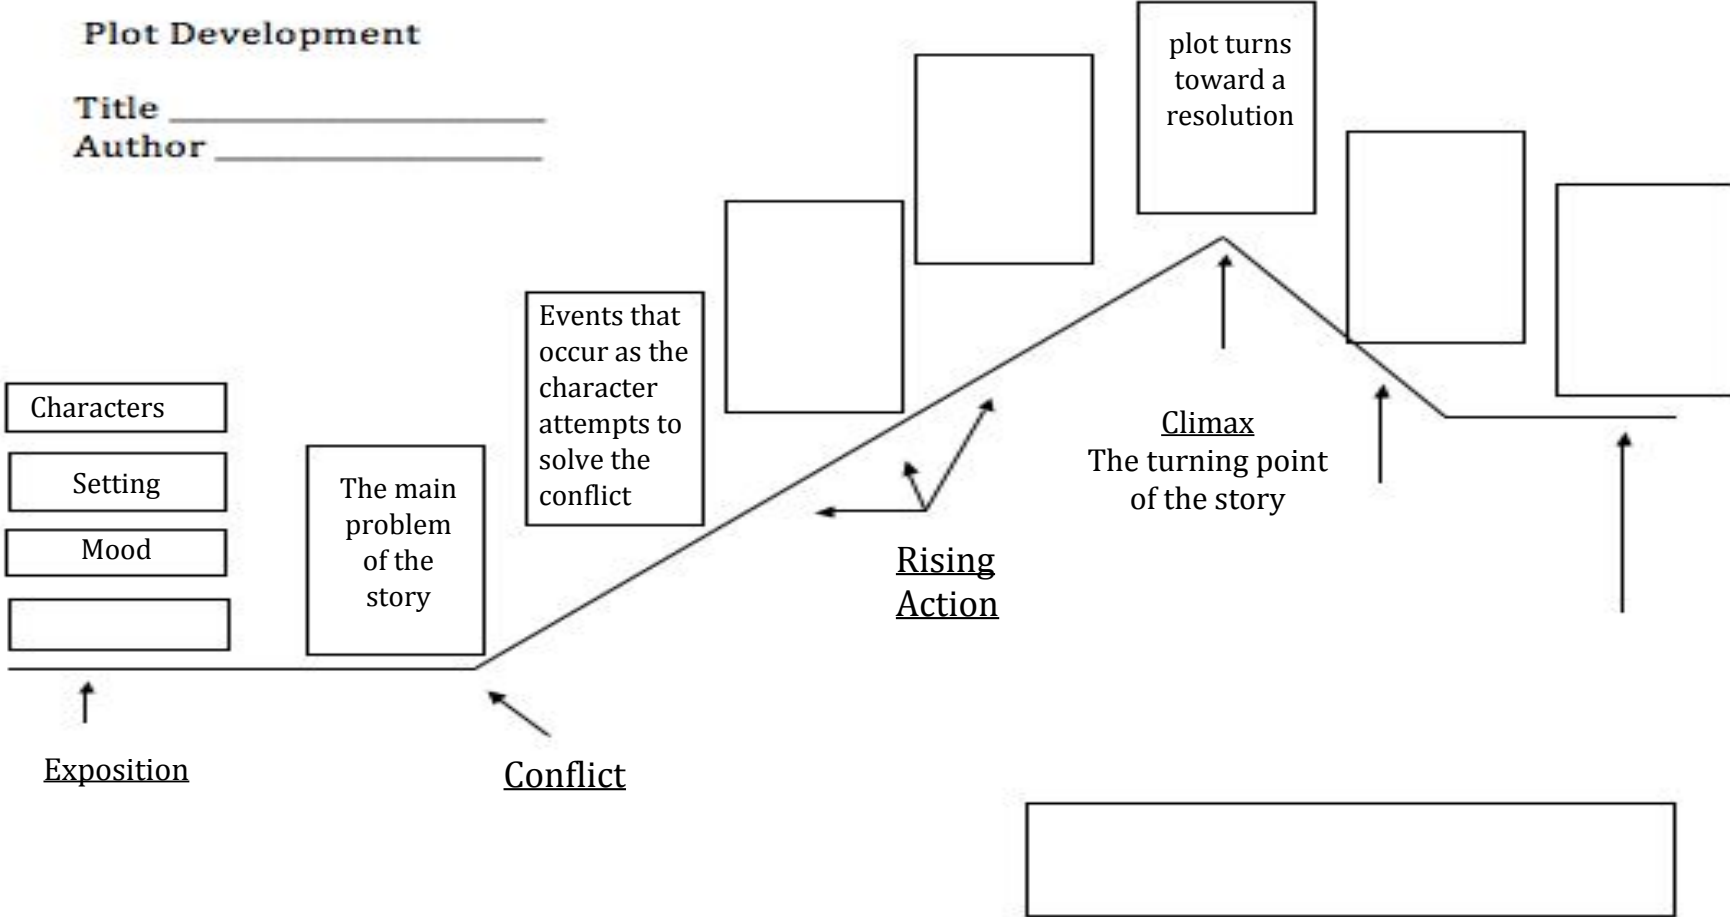 Plot Development
Title ____________________
Author ____________________
plot turns
toward a
resolution
Events that
occur as the
character
attempts to
solve the
conflict
Characters
Setting
Mood
The main
problem
of the
story
Climax
The turning point
of the story
Rising
Action
Exposition
Conflict